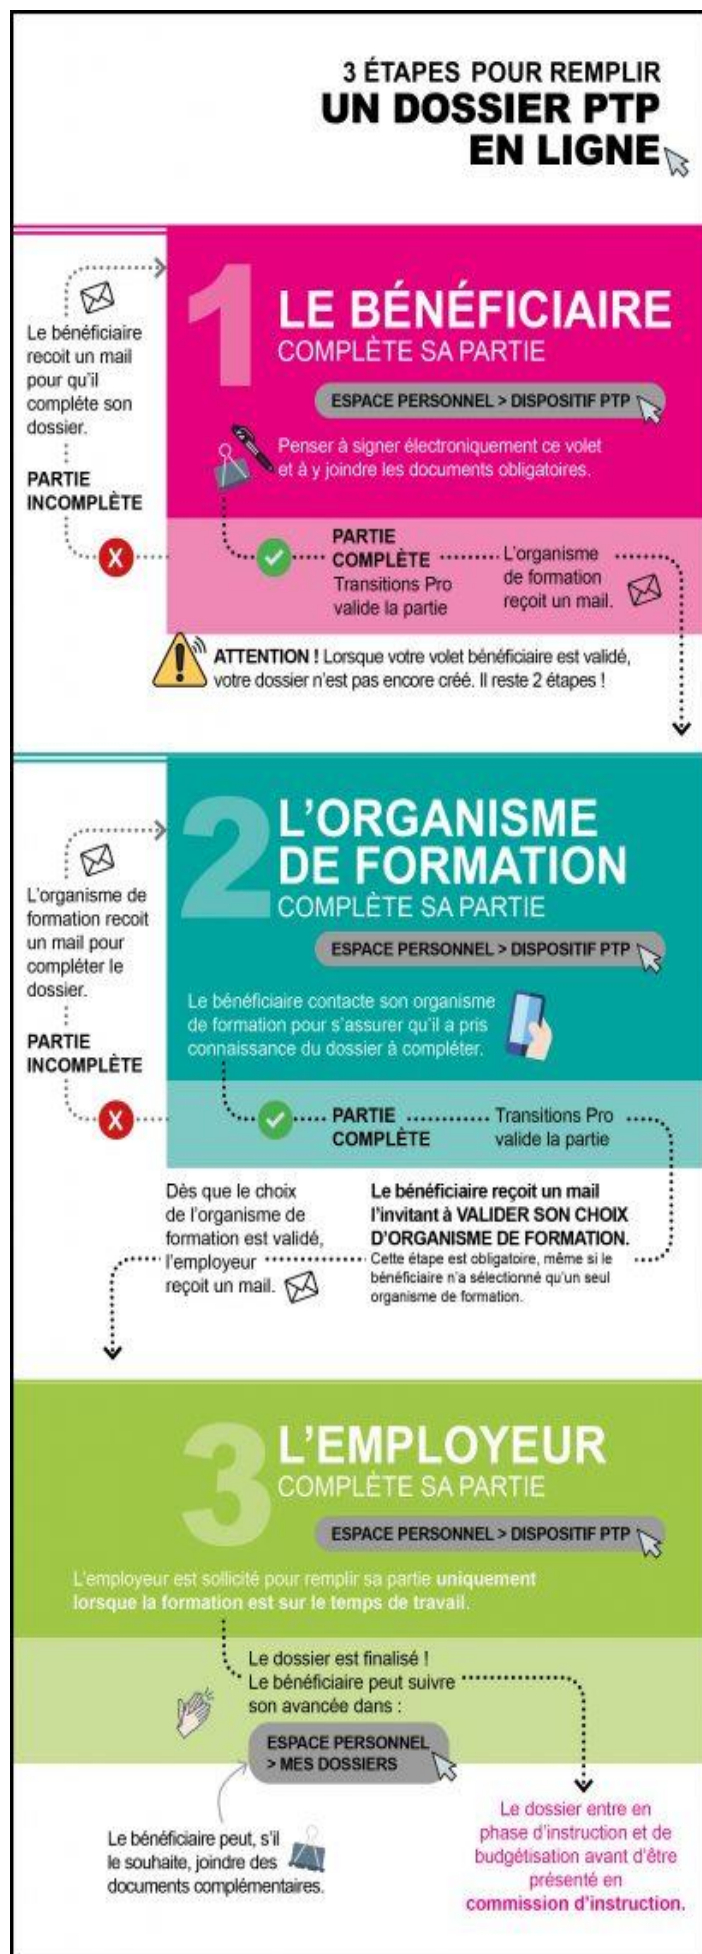 3 ÉTAPES POUR REMPLIR
UN DOSSIER PTP
EN LIGNE
1
LE BÉNÉFICIAIRE
COMPLÈTE SA PARTIE
ESPACE PERSONNEL > DISPOSITIF PTP
Penser à signer électroniquement ce volet
et à y joindre les documents obligatoires.
Le bénéficiaire
recoit un mail
pour qu'il
complète son
dossier.
PARTIE
INCOMPLÈTE
X
PARTIE
COMPLÈTE
Transitions Pro
valide la partie
L'organisme
de formation
reçoit un mail.
ATTENTION ! Lorsque votre volet bénéficiaire est validé,
votre dossier n'est pas encore créé. Il reste 2 étapes !
2
L'ORGANISME
DE FORMATION
COMPLÈTE SA PARTIE
ESPACE PERSONNEL > DISPOSITIF PTP
Le bénéficiaire contacte son organisme
de formation pour s'assurer qu'il a pris
connaissance du dossier à compléter.
L'organisme de
formation recoit
un mail pour
compléter le
dossier.
PARTIE
INCOMPLÈTE
X
PARTIE
COMPLÈTE
Transitions Pro
valide la partie
Le bénéficiaire reçoit un mail
l'invitant à VALIDER SON CHOIX
D'ORGANISME DE FORMATION.
Cette étape est obligatoire, même si le
bénéficiaire n'a sélectionné qu'un seul
organisme de formation.
Dès que le choix
de l'organisme de
formation est validé,
l'employeur
reçoit un mail.
3
L'EMPLOYEUR
COMPLÈTE SA PARTIE
ESPACE PERSONNEL > DISPOSITIF PTP
L'employeur est sollicité pour remplir sa partie uniquement
lorsque la formation est sur le temps de travail.
Le dossier est finalisé !
Le bénéficiaire peut suivre
son avancée dans :
ESPACE PERSONNEL
> MES DOSSIERS
Le bénéficiaire peut, s'il
le souhaite, joindre des
documents complémentaires.
Le dossier entre en
phase d'instruction et de
budgétisation avant d'être
présenté en
commission d'instruction.